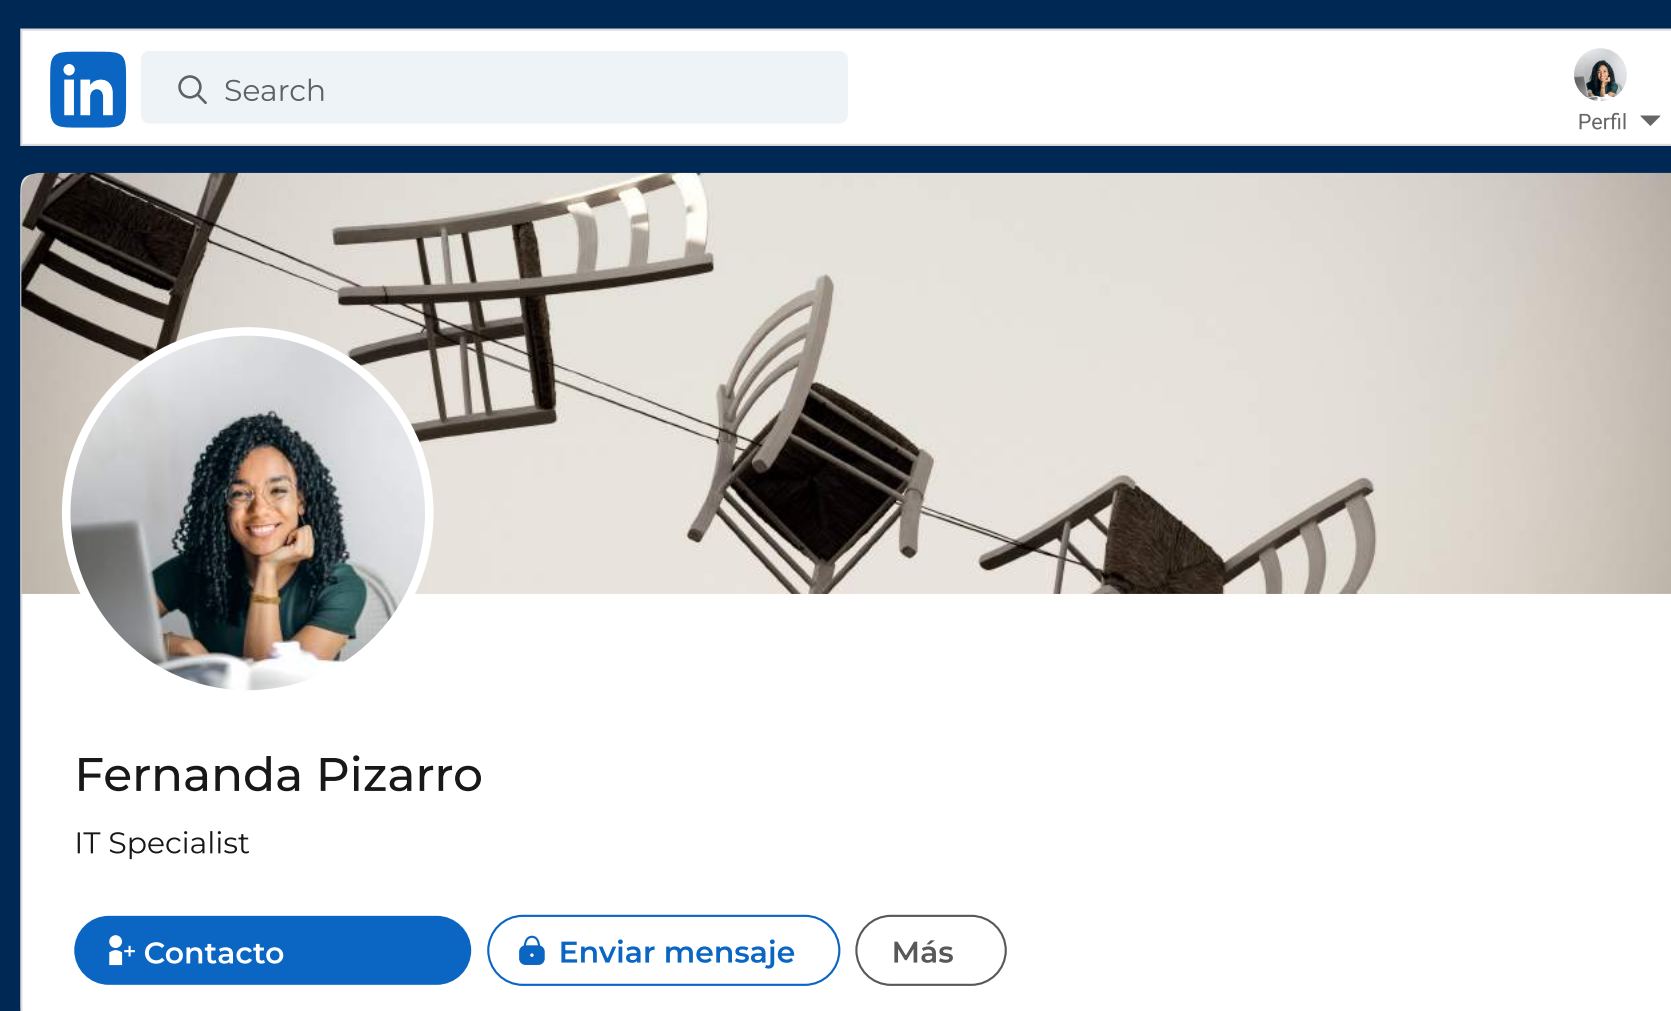 in
Search
Perfil
Fernanda Pizarro
IT Specialist
Contacto
Enviar mensaje
Más